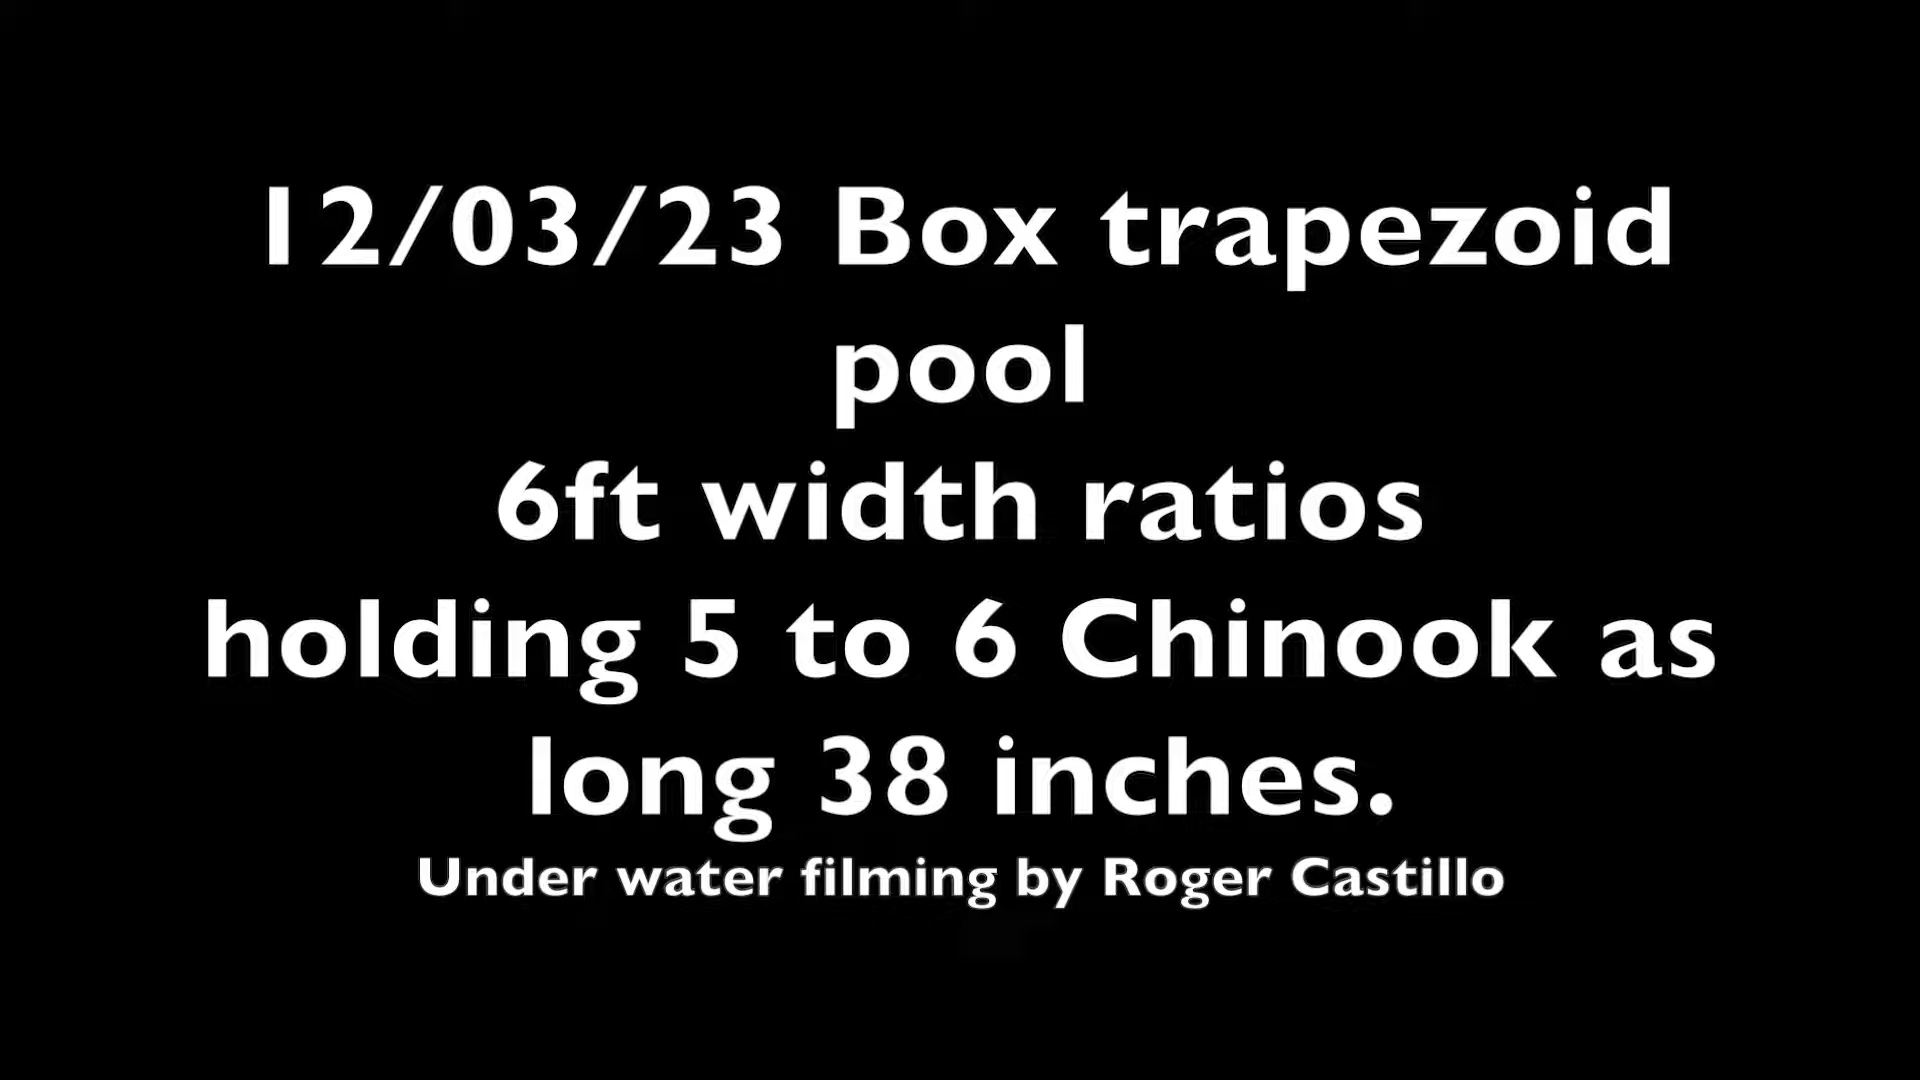 12/03/23 Box trapezoid
pool
6ft width ratios
holding 5 to 6 Chinook as
long 38 inches.
Under water filming by Roger Castillo